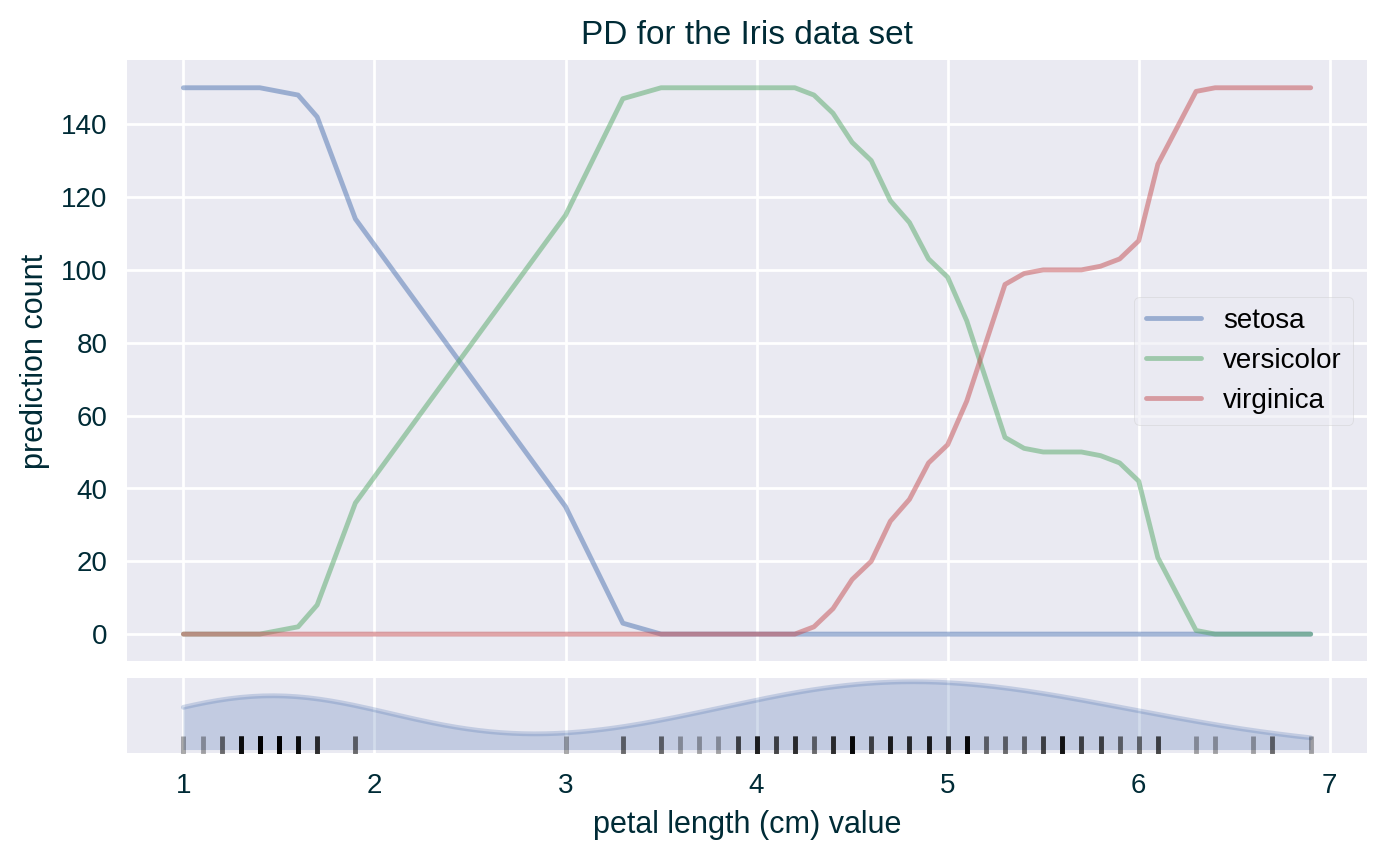 PD for the Iris data set
prediction count
140
120
100
80
60
40
20
0
setosa
versicolor
virginica
1 2 3 4 5 6 7
petal length (cm) value